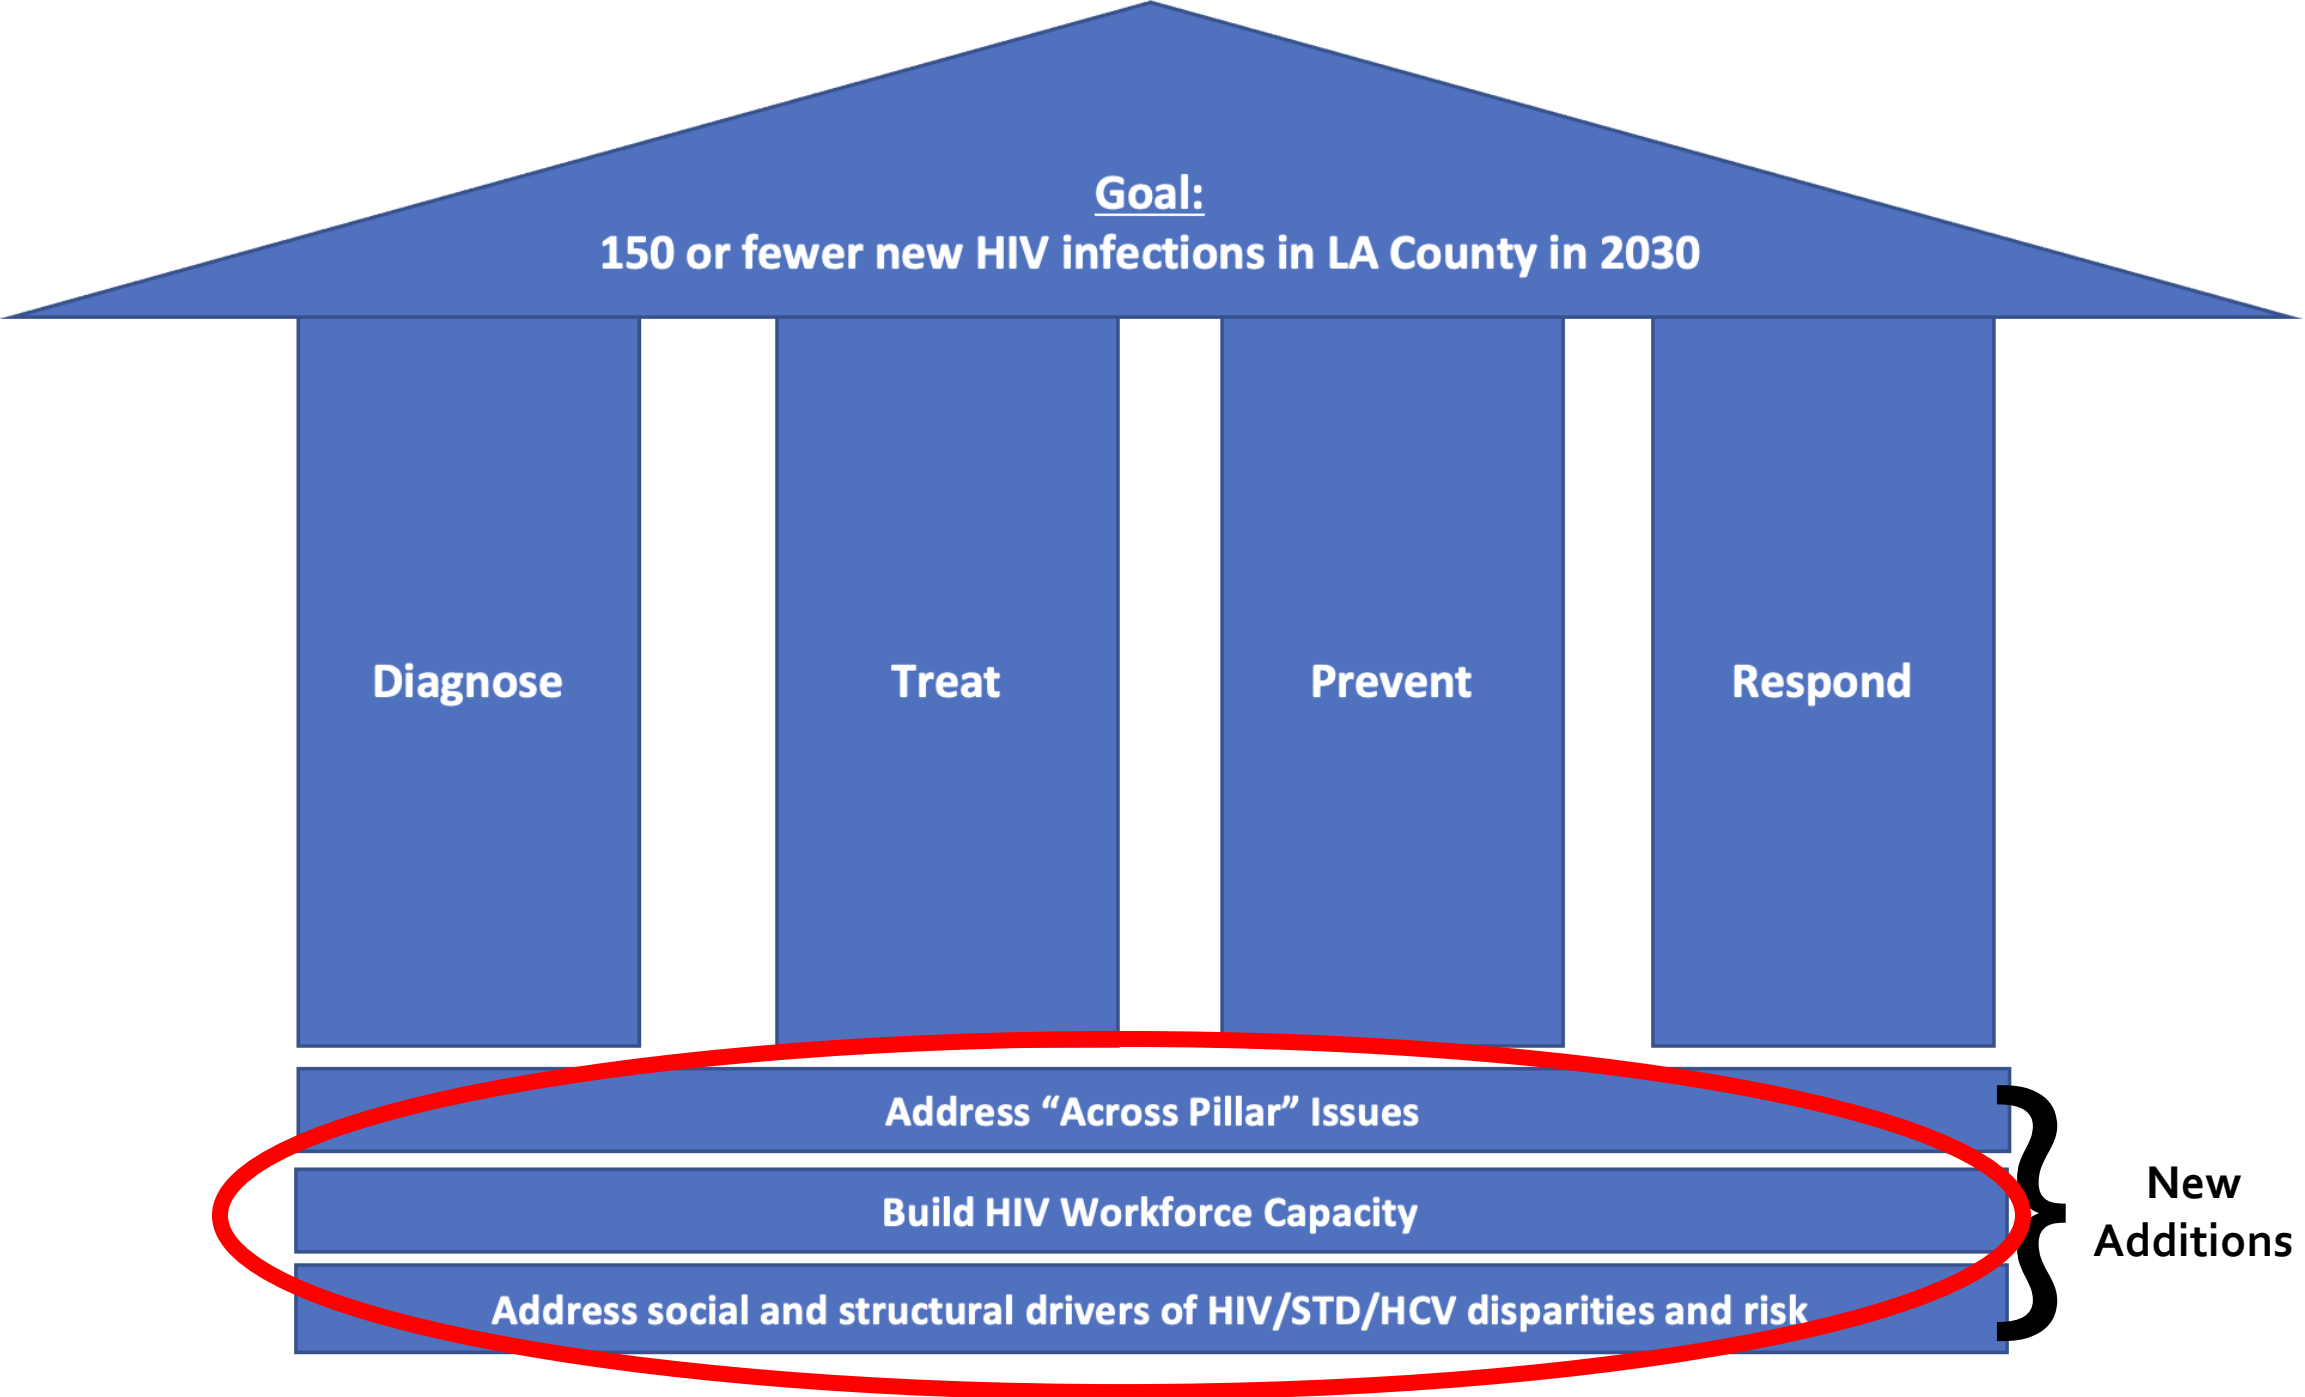 Goal:
150 or fewer new HIV infections in LA County in 2030
Diagnose
Treat
Prevent
Respond
Address “Across Pillar” Issues
Build HIV Workforce Capacity
Address social and structural drivers of HIV/STD/HCV disparities and risk
New
Additions